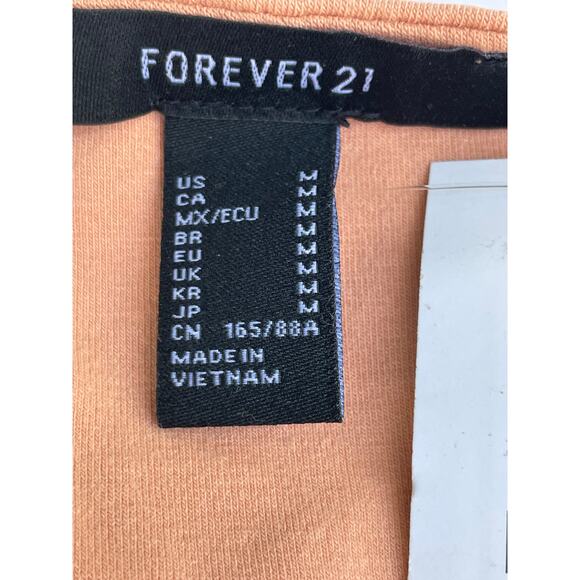 FOREVER 21
US M
CA M
MX/ECU M
BR M
EU M
UK M
KR M
JP M
CN 165/88A
MADE IN
VIETNAM